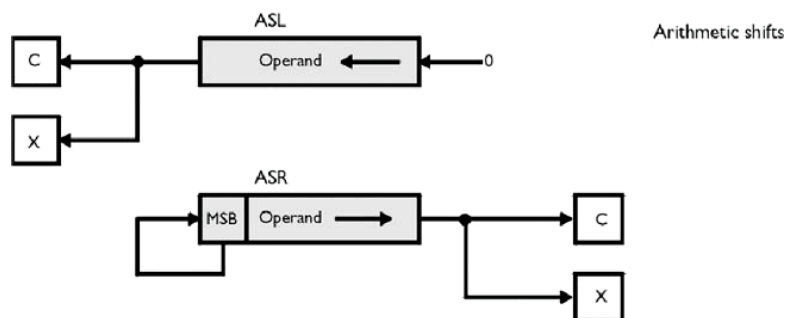 ASL
Arithmetic shifts
C
Operand
0
X
ASR
MSB
Operand
C
X